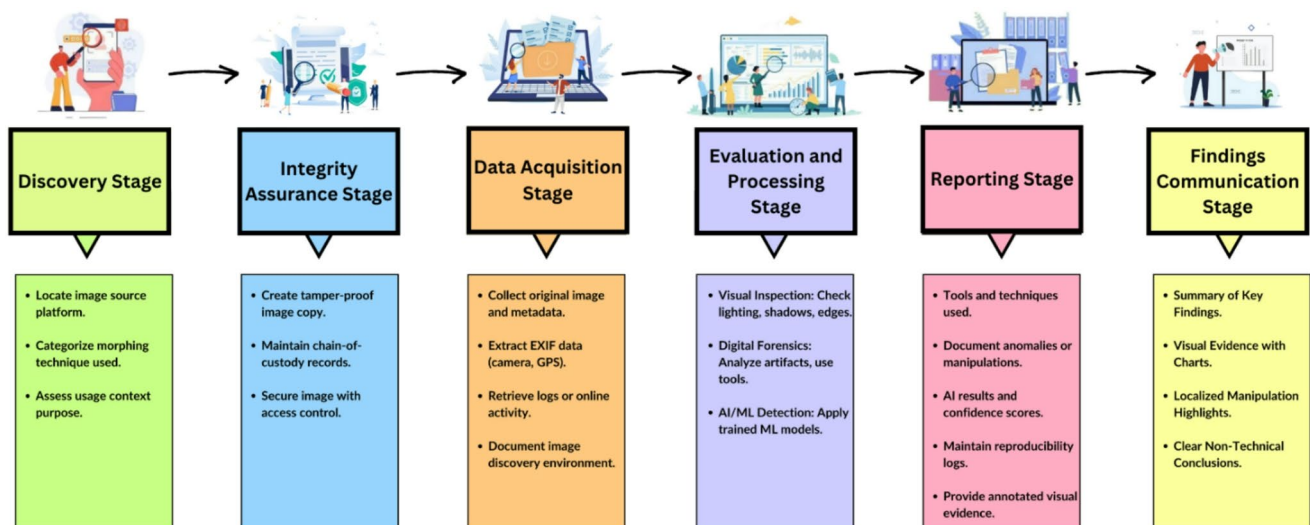 Discovery Stage
Integrity
Assurance Stage
Data Acquisition
Stage
Evaluation and
Processing
Stage
Reporting Stage
Findings
Communication
Stage
• Locate image source
platform.
• Categorize morphing
technique used.
• Assess usage context
purpose.
• Create tamper-proof
image copy.
• Maintain chain-of-
custody records.
• Secure image with
access control.
• Collect original image
and metadata.
• Extract EXIF data
(camera, GPS).
• Retrieve logs or online
activity.
• Document image
discovery environment.
• Visual Inspection: Check
lighting, shadows, edges.
• Digital Forensics:
Analyze artifacts, use
tools.
• AI/ML Detection: Apply
trained ML models.
• Tools and techniques
used.
• Document anomalies or
manipulations.
• AI results and
confidence scores.
• Maintain reproducibility
logs.
• Provide annotated visual
evidence.
• Summary of Key
Findings.
• Visual Evidence with
Charts.
• Localized Manipulation
Highlights.
• Clear Non-Technical
Conclusions.